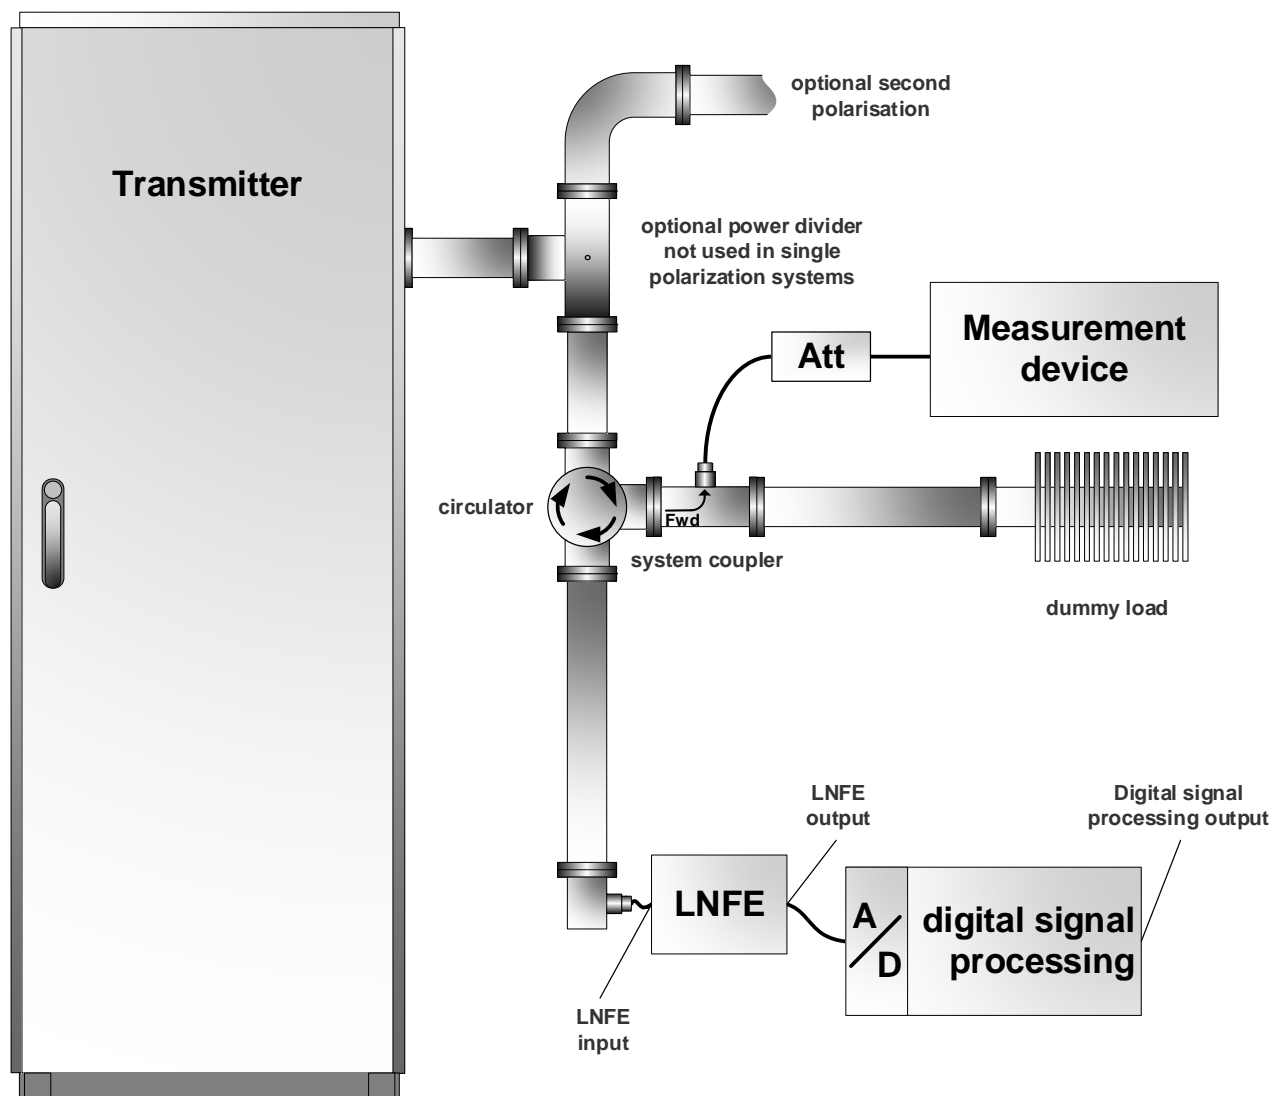 optional second
polarisation
Transmitter
optional power divider
not used in single
polarization systems
Measurement
device
Att
circulator
Fwd
system coupler
dummy load
LNFE
output
Digital signal
processing output
LNFE
A/D
digital signal
processing
LNFE
input